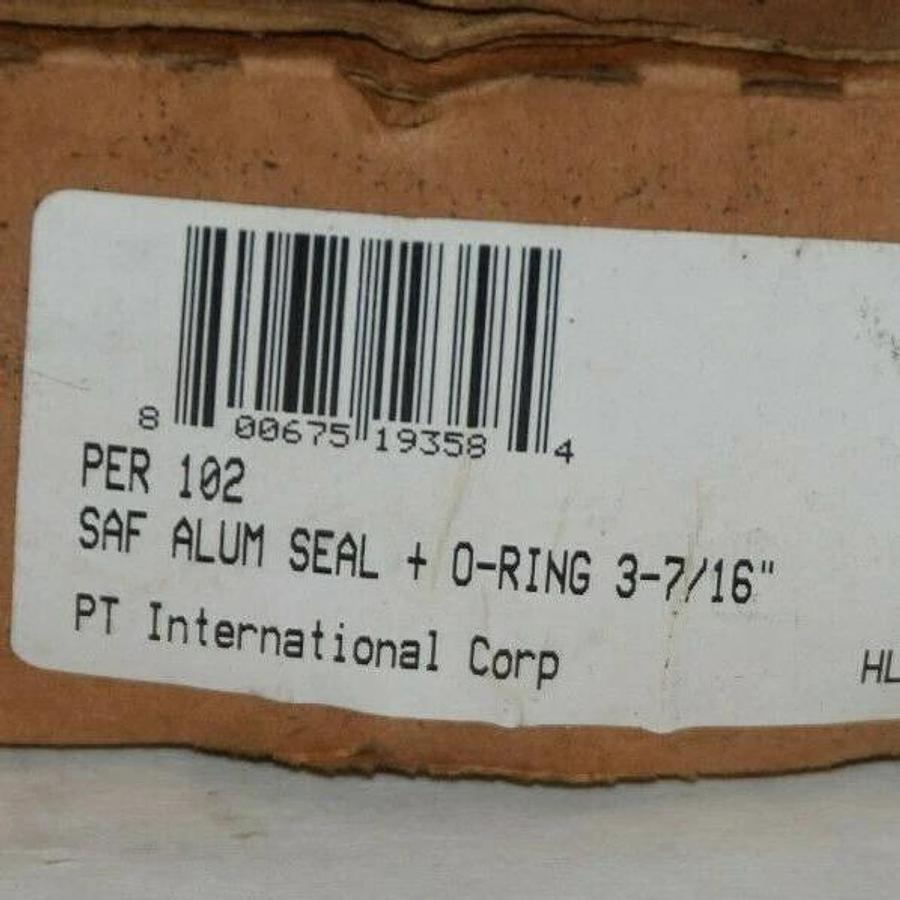 8 00675 19358 4
PER 102
SAF ALUM SEAL + O-RING 3-7/16"
PT International Corp
HL